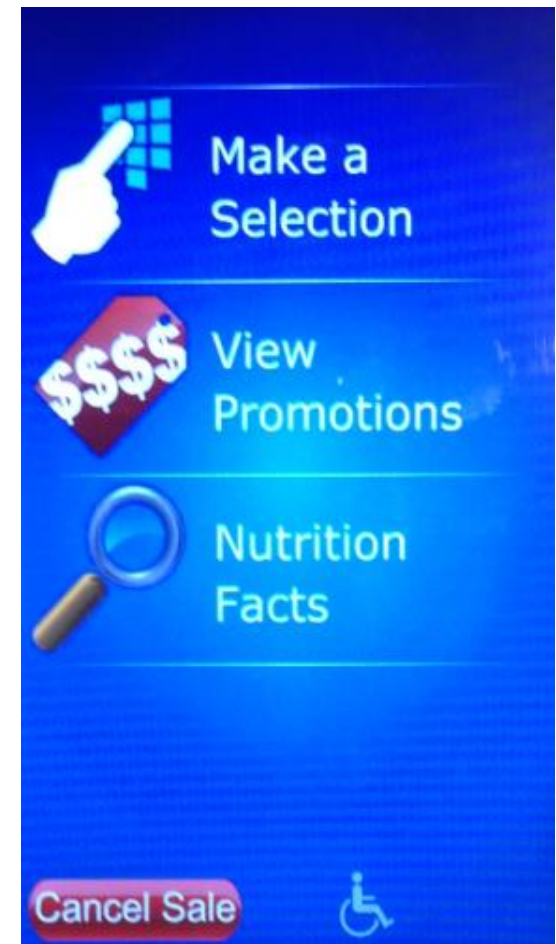 Make a
Selection
$$$$
View
Promotions
Nutrition
Facts
Cancel Sale